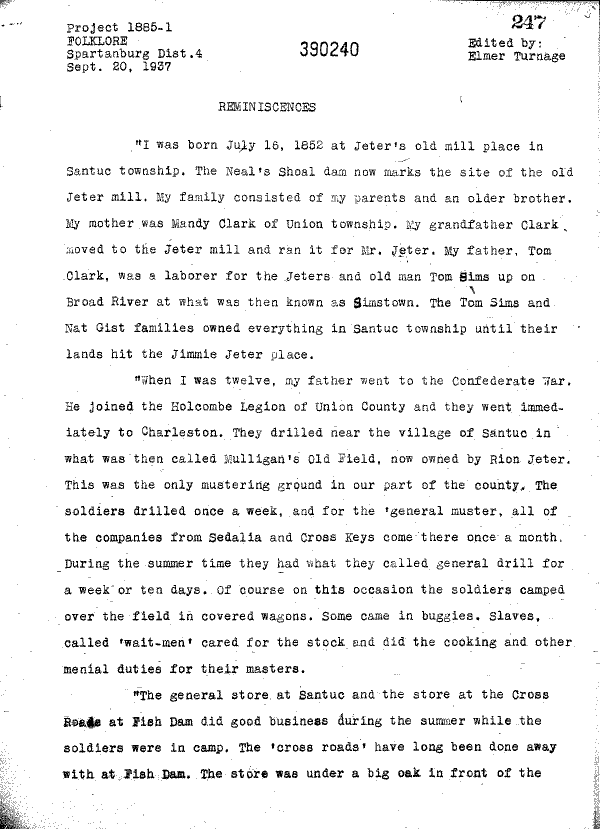 247
Project 1885-1
FOLKLORE
Spartanburg Dist.4
Sept. 20, 1937
390240
Edited by:
Elmer Turnage
REMINISCENCES
"I was born July 16, 1852 at Jeter's old mill place in
Santuc township. The Neal's Shoal dam now marks the site of the old
Jeter mill. My family consisted of my parents and an older brother.
My mother was Mandy Clark of Union township. My grandfather Clark
moved to the Jeter mill and ran it for Mr. Jeter. My father, Tom
Clark, was a laborer for the Jeters and old man Tom Sims up on
Broad River at what was then known as Simstown. The Tom Sims and
Nat Gist families owned everything in Santuc township until their
lands hit the Jimmie Jeter place.
"When I was twelve, my father went to the Confederate War.
He joined the Holcombe Legion of Union County and they went immed-
iately to Charleston. They drilled near the village of Santuc in
what was then called Mulligan's Old Field, now owned by Rion Jeter.
This was the only mustering ground in our part of the county. The
soldiers drilled once a week, and for the 'general muster, all of
the companies from Sedalia and Cross Keys come there once a month.
During the summer time they had what they called general drill for
a week or ten days. Of course on this occasion the soldiers camped
over the field in covered wagons. Some came in buggies. Slaves,
called 'wait-men' cared for the stock and did the cooking and other
menial duties for their masters.
"The general store at Santuc and the store at the Cross
Roads at Fish Dam did good business during the summer while the
soldiers were in camp. The 'cross roads' have long been done away
with at Fish Dam. The store was under a big oak in front of the